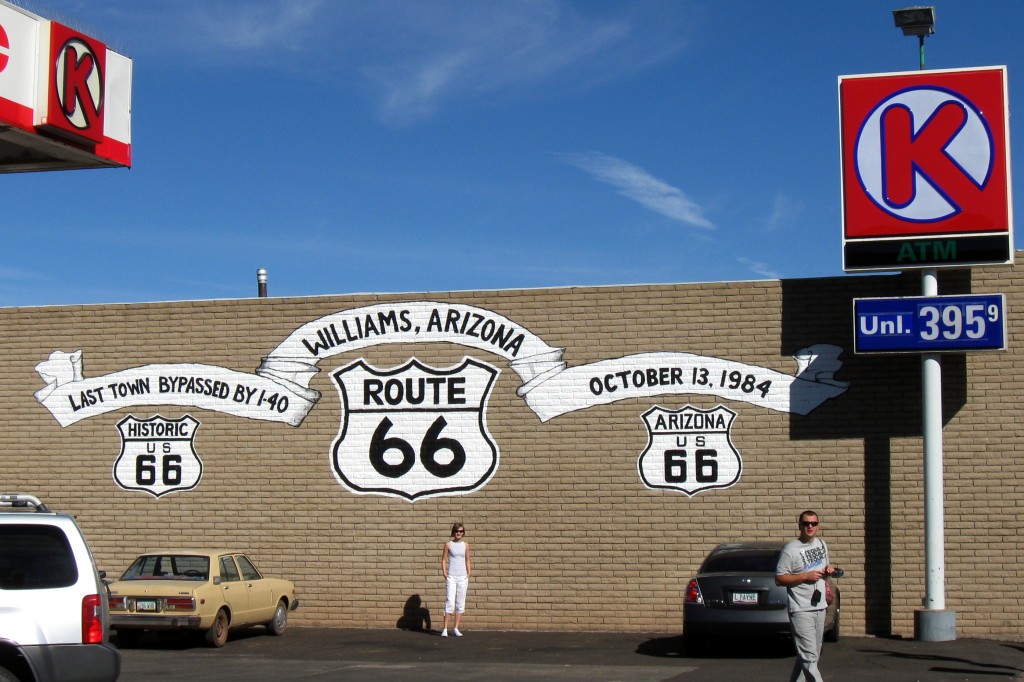 K
K
ATM
Unl. 395 9
WILLIAMS, ARIZONA
LAST TOWN BYPASSED BY I-40
OCTOBER 13, 1984
HISTORIC
US
66
ROUTE
66
ARIZONA
US
66
L PAYNE